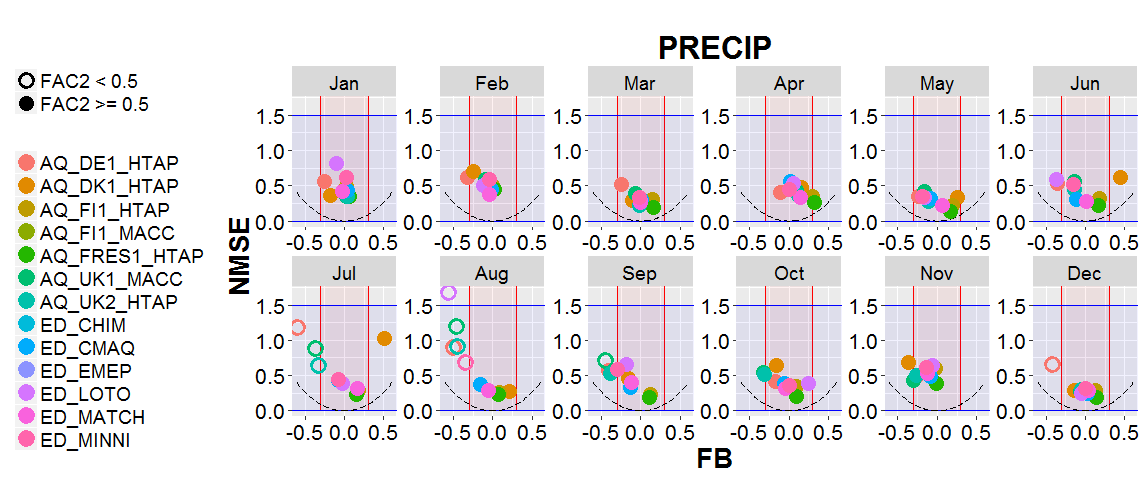 PRECIP
FAC2 < 0.5
FAC2 >= 0.5
AQ_DE1_HTAP
AQ_DK1_HTAP
AQ_FI1_HTAP
AQ_FI1_MACC
AQ_FRES1_HTAP
AQ_UK1_MACC
AQ_UK2_HTAP
ED_CHIM
ED_CMAQ
ED_EMEP
ED_LOTO
ED_MATCH
ED_MINNI
NMSE
Jan Feb Mar Apr May Jun
1.5 1.5 1.5 1.5 1.5 1.5
1.0 1.0 1.0 1.0 1.0 1.0
0.5 0.5 0.5 0.5 0.5 0.5
0.0 0.0 0.0 0.0 0.0 0.0
-0.5 0.0 0.5 -0.5 0.0 0.5 -0.5 0.0 0.5 -0.5 0.0 0.5 -0.5 0.0 0.5 -0.5 0.0 0.5
Jul Aug Sep Oct Nov Dec
1.5 1.5 1.5 1.5 1.5 1.5
1.0 1.0 1.0 1.0 1.0 1.0
0.5 0.5 0.5 0.5 0.5 0.5
0.0 0.0 0.0 0.0 0.0 0.0
-0.5 0.0 0.5 -0.5 0.0 0.5 -0.5 0.0 0.5 -0.5 0.0 0.5 -0.5 0.0 0.5 -0.5 0.0 0.5
FB